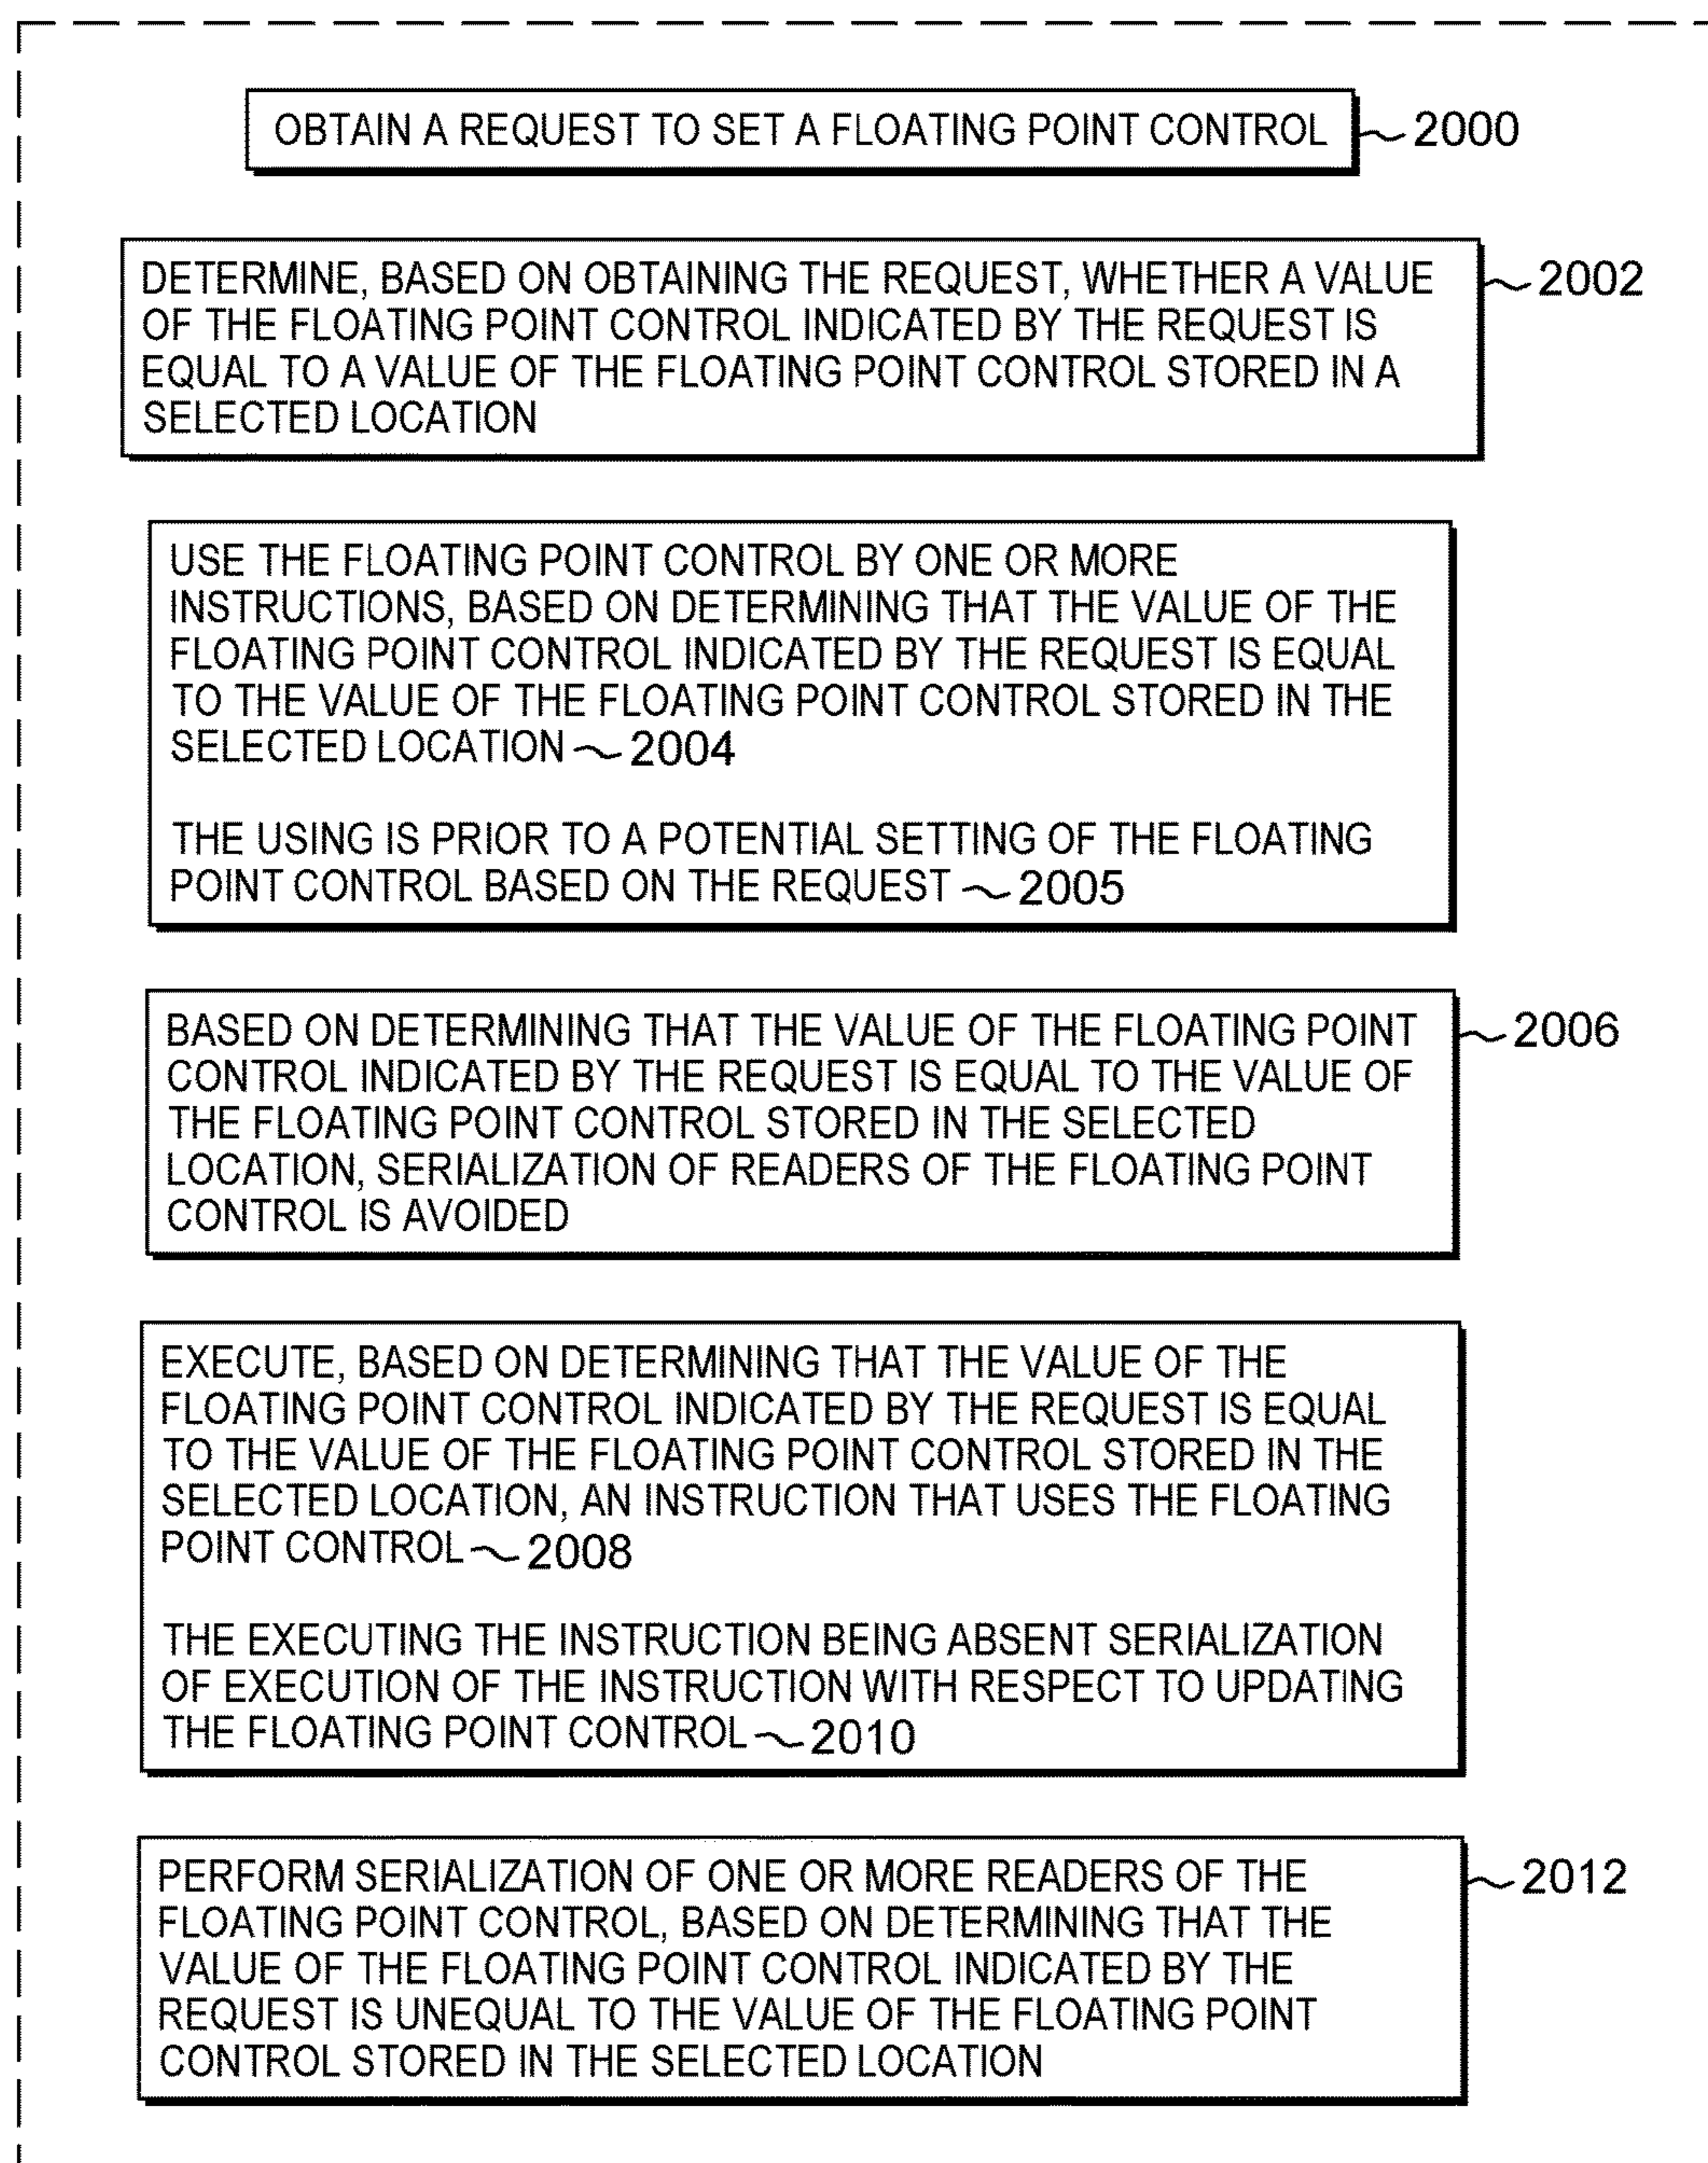 OBTAIN A REQUEST TO SET A FLOATING POINT CONTROL 2000
DETERMINE, BASED ON OBTAINING THE REQUEST, WHETHER A VALUE 2002
OF THE FLOATING POINT CONTROL INDICATED BY THE REQUEST IS
EQUAL TO A VALUE OF THE FLOATING POINT CONTROL STORED IN A
SELECTED LOCATION
USE THE FLOATING POINT CONTROL BY ONE OR MORE
INSTRUCTIONS, BASED ON DETERMINING THAT THE VALUE OF THE
FLOATING POINT CONTROL INDICATED BY THE REQUEST IS EQUAL
TO THE VALUE OF THE FLOATING POINT CONTROL STORED IN THE
SELECTED LOCATION 2004
THE USING IS PRIOR TO A POTENTIAL SETTING OF THE FLOATING
POINT CONTROL BASED ON THE REQUEST 2005
BASED ON DETERMINING THAT THE VALUE OF THE FLOATING POINT 2006
CONTROL INDICATED BY THE REQUEST IS EQUAL TO THE VALUE OF
THE FLOATING POINT CONTROL STORED IN THE SELECTED
LOCATION, SERIALIZATION OF READERS OF THE FLOATING POINT
CONTROL IS AVOIDED
EXECUTE, BASED ON DETERMINING THAT THE VALUE OF THE
FLOATING POINT CONTROL INDICATED BY THE REQUEST IS EQUAL
TO THE VALUE OF THE FLOATING POINT CONTROL STORED IN THE
SELECTED LOCATION, AN INSTRUCTION THAT USES THE FLOATING
POINT CONTROL 2008
THE EXECUTING THE INSTRUCTION BEING ABSENT SERIALIZATION
OF EXECUTION OF THE INSTRUCTION WITH RESPECT TO UPDATING
THE FLOATING POINT CONTROL 2010
PERFORM SERIALIZATION OF ONE OR MORE READERS OF THE 2012
FLOATING POINT CONTROL, BASED ON DETERMINING THAT THE
VALUE OF THE FLOATING POINT CONTROL INDICATED BY THE
REQUEST IS UNEQUAL TO THE VALUE OF THE FLOATING POINT
CONTROL STORED IN THE SELECTED LOCATION